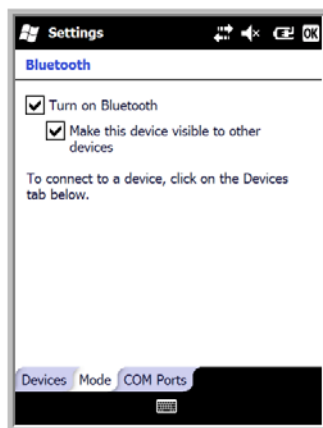 Settings OK
Bluetooth
Turn on Bluetooth
Make this device visible to other
devices
To connect to a device, click on the Devices
tab below.
Devices Mode COM Ports